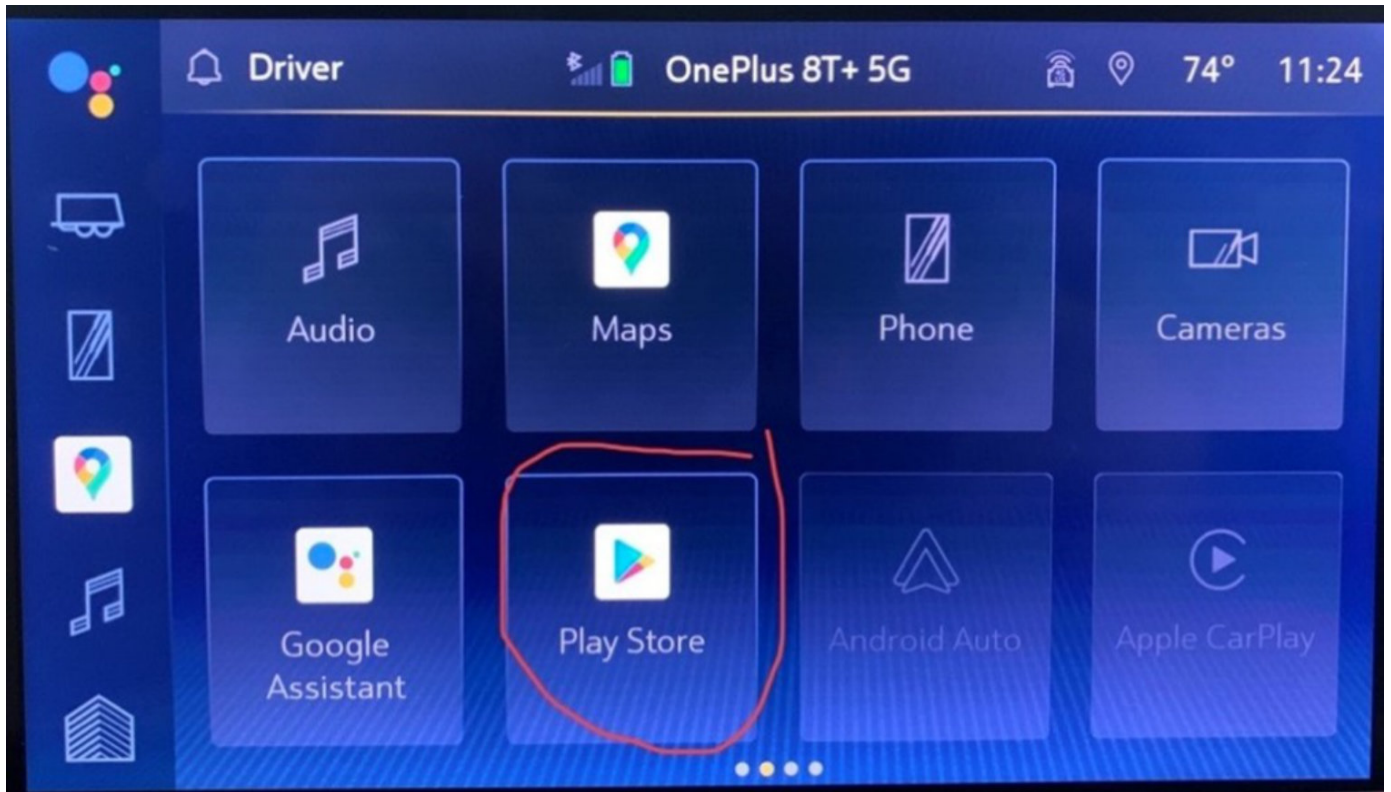 Driver
OnePlus 8T+ 5G
74°
11:24
Audio
Maps
Phone
Cameras
Google
Assistant
Play Store
Android Auto
Apple CarPlay